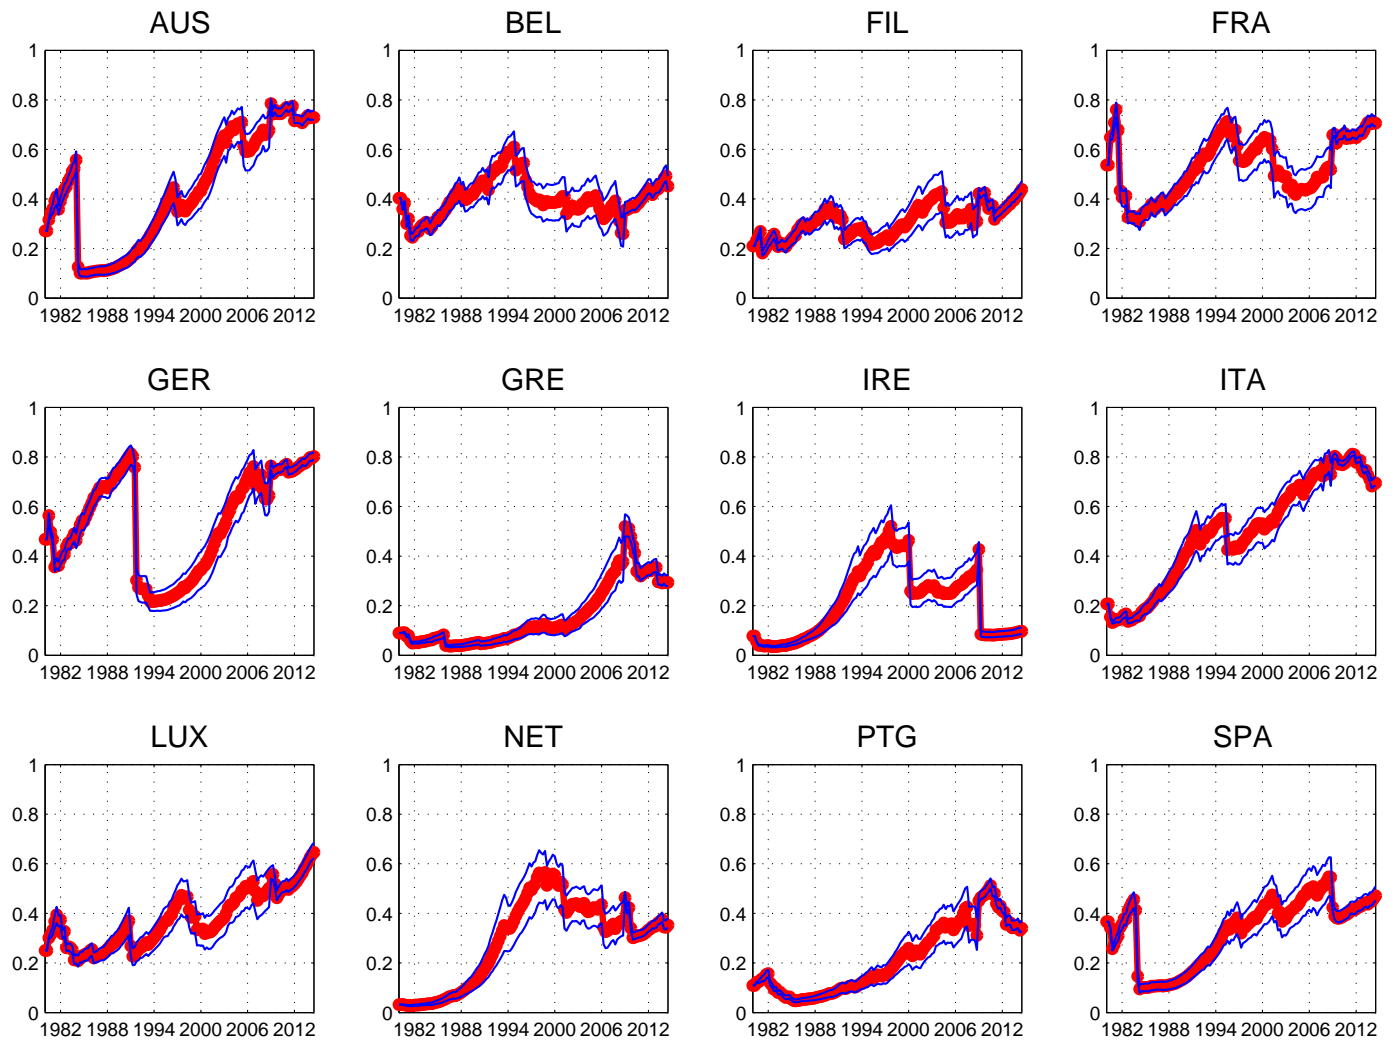 AUS BEL FIL FRA
1 1 1 1
0.8 0.8 0.8 0.8
0.6 0.6 0.6 0.6
0.4 0.4 0.4 0.4
0.2 0.2 0.2 0.2
0 0 0 0
1982 1988 1994 2000 2006 2012 1982 1988 1994 2000 2006 2012 1982 1988 1994 2000 2006 2012 1982 1988 1994 2000 2006 2012
GER GRE IRE ITA
1 1 1 1
0.8 0.8 0.8 0.8
0.6 0.6 0.6 0.6
0.4 0.4 0.4 0.4
0.2 0.2 0.2 0.2
0 0 0 0
1982 1988 1994 2000 2006 2012 1982 1988 1994 2000 2006 2012 1982 1988 1994 2000 2006 2012 1982 1988 1994 2000 2006 2012
LUX NET PTG SPA
1 1 1 1
0.8 0.8 0.8 0.8
0.6 0.6 0.6 0.6
0.4 0.4 0.4 0.4
0.2 0.2 0.2 0.2
0 0 0 0
1982 1988 1994 2000 2006 2012 1982 1988 1994 2000 2006 2012 1982 1988 1994 2000 2006 2012 1982 1988 1994 2000 2006 2012